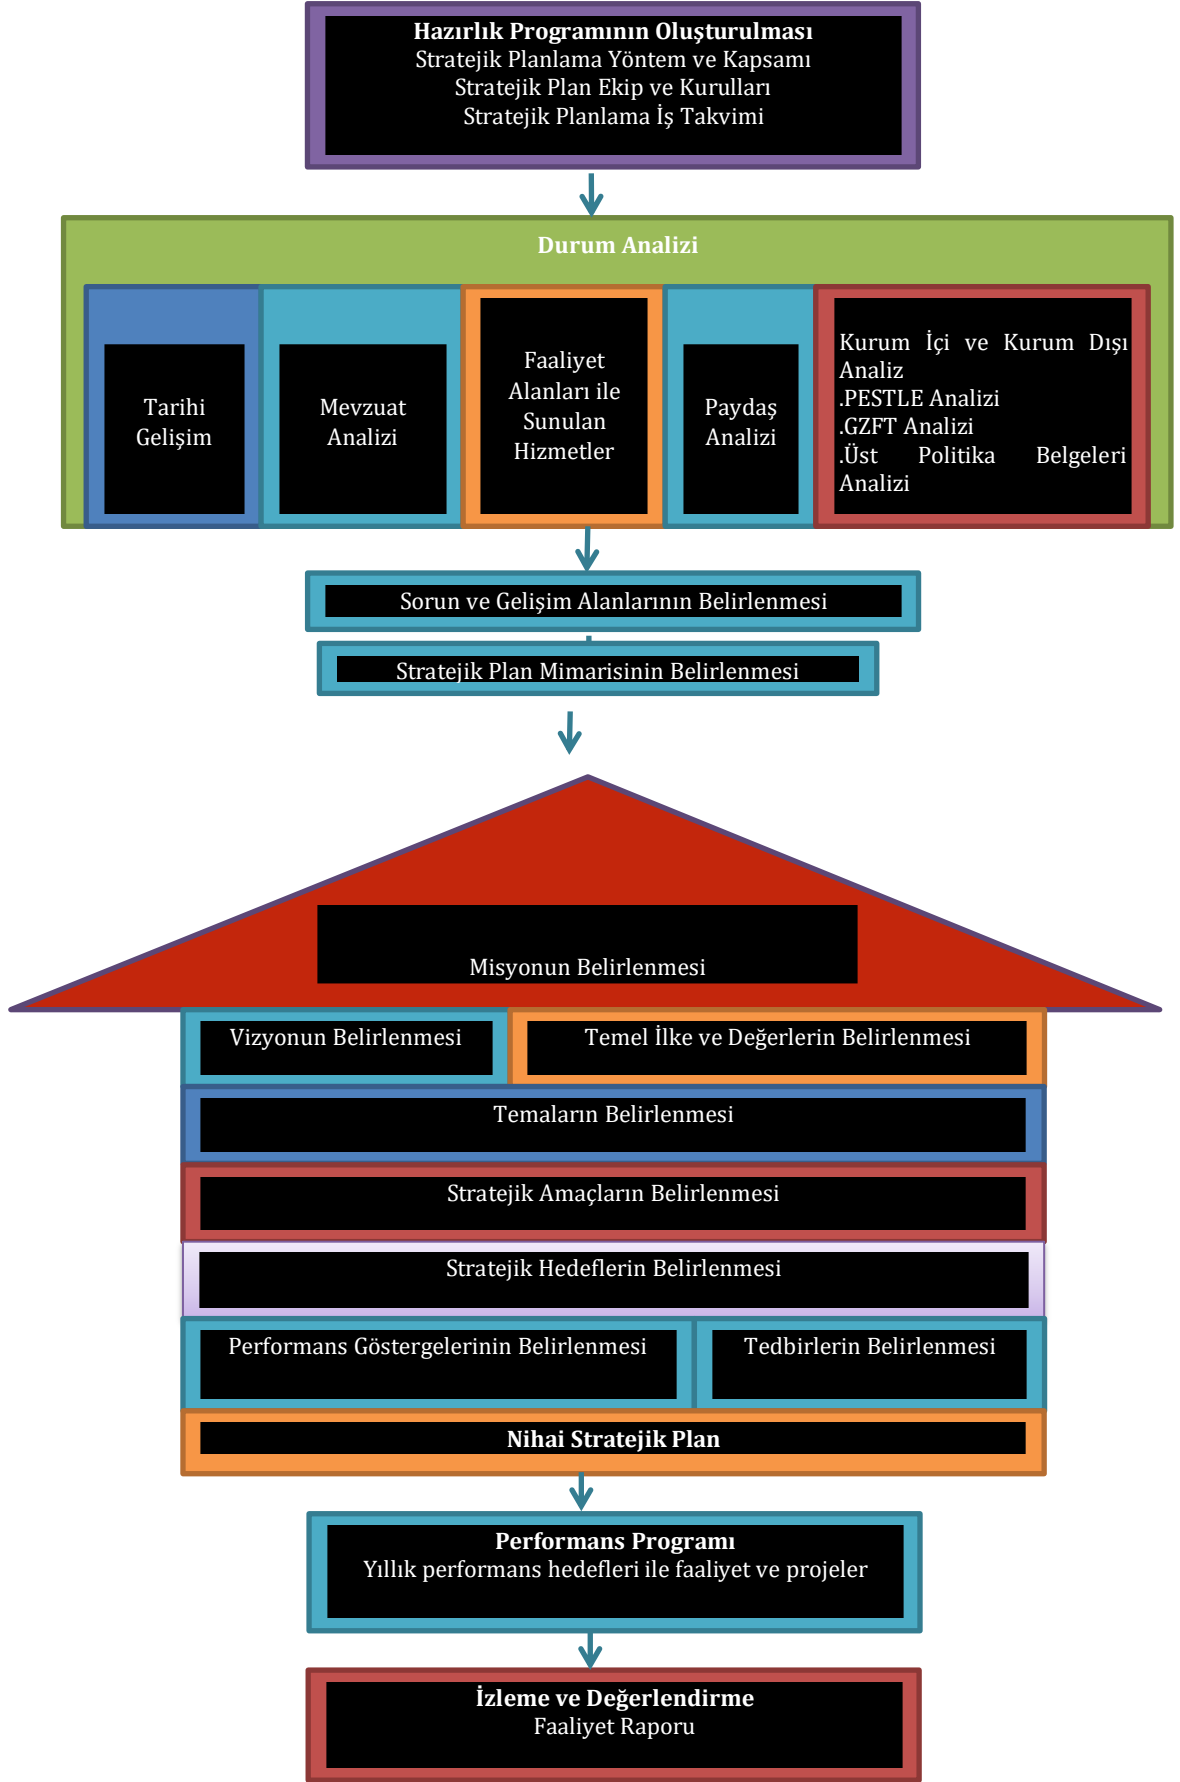 Hazırlık Programının Oluşturulması
Stratejik Planlama Yöntem ve Kapsamı
Stratejik Plan Ekip ve Kurulları
Stratejik Planlama İş Takvimi
Durum Analizi
Tarihi
Gelişim
Mevzuat
Analizi
Faaliyet
Alanları ile
Sunulan
Hizmetler
Paydaş
Analizi
Kurum İçi ve Kurum Dışı
Analiz
.PESTLE Analizi
.GZFT Analizi
.Üst Politika Belgeleri
Analizi
Sorun ve Gelişim Alanlarının Belirlenmesi
Stratejik Plan Mimarisinin Belirlenmesi
Misyonun Belirlenmesi
Vizyonun Belirlenmesi
Temel İlke ve Değerlerin Belirlenmesi
Temaların Belirlenmesi
Stratejik Amaçların Belirlenmesi
Stratejik Hedeflerin Belirlenmesi
Performans Göstergelerinin Belirlenmesi
Tedbirlerin Belirlenmesi
Nihai Stratejik Plan
Performans Programı
Yıllık performans hedefleri ile faaliyet ve projeler
İzleme ve Değerlendirme
Faaliyet Raporu